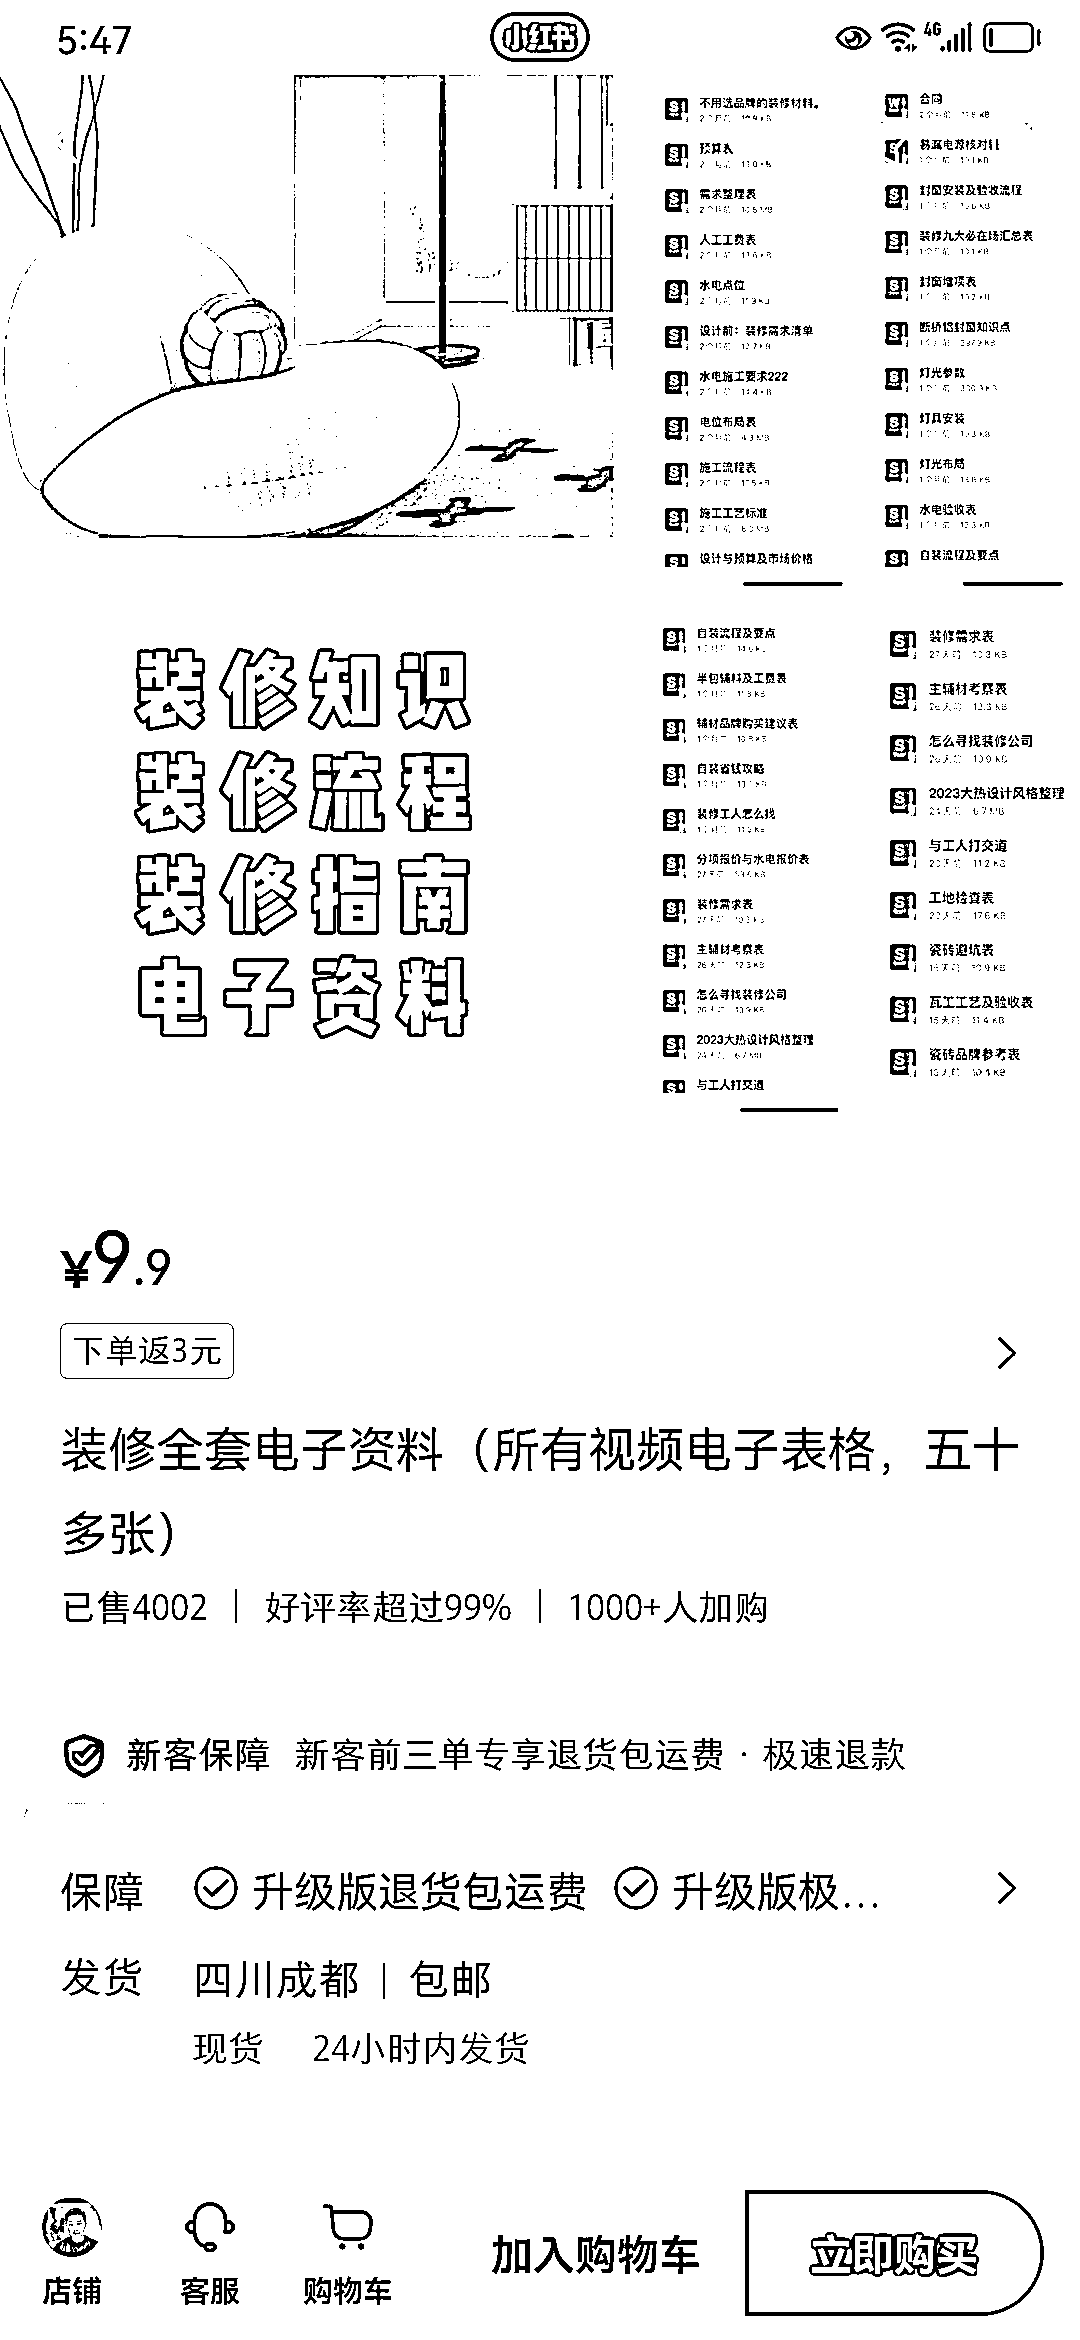 5:47
小红书
4G
不用选品牌的装修材料。
预算表
需求整理表
人工工费表
水电点位
设计前：装修需求清单
水电施工要求222
电位布局表
施工流程表
施工工艺标准
设计与预算及市场价格
合同
封窗安装及验收流程
装修九大必在场汇总表
封窗增项表
断桥铝封窗知识点
灯光参数
灯具安装
灯光布局
水电验收表
自装流程及要点
装修知识
装修流程
装修指南
电子资料
自装流程及要点
半包辅料及工费表
辅材品牌购买建议表
自装省钱攻略
装修工人怎么找
分项报价与水电报价表
装修需求表
主辅材考察表
怎么寻找装修公司
2023大热设计风格整理
与工人打交道
装修需求表
主辅材考察表
怎么寻找装修公司
2023大热设计风格整理
与工人打交道
工地检查表
瓷砖避坑表
瓦工工艺及验收表
瓷砖品牌参考表
¥9.9
下单返3元
装修全套电子资料（所有视频电子表格，五十
多张）
已售4002 | 好评率超过99% | 1000+人加购
新客保障 新客前三单专享退货包运费 · 极速退款
保障 升级版退货包运费 升级版极...
发货 四川成都 | 包邮
现货 24小时内发货
店铺 客服 购物车 加入购物车 立即购买